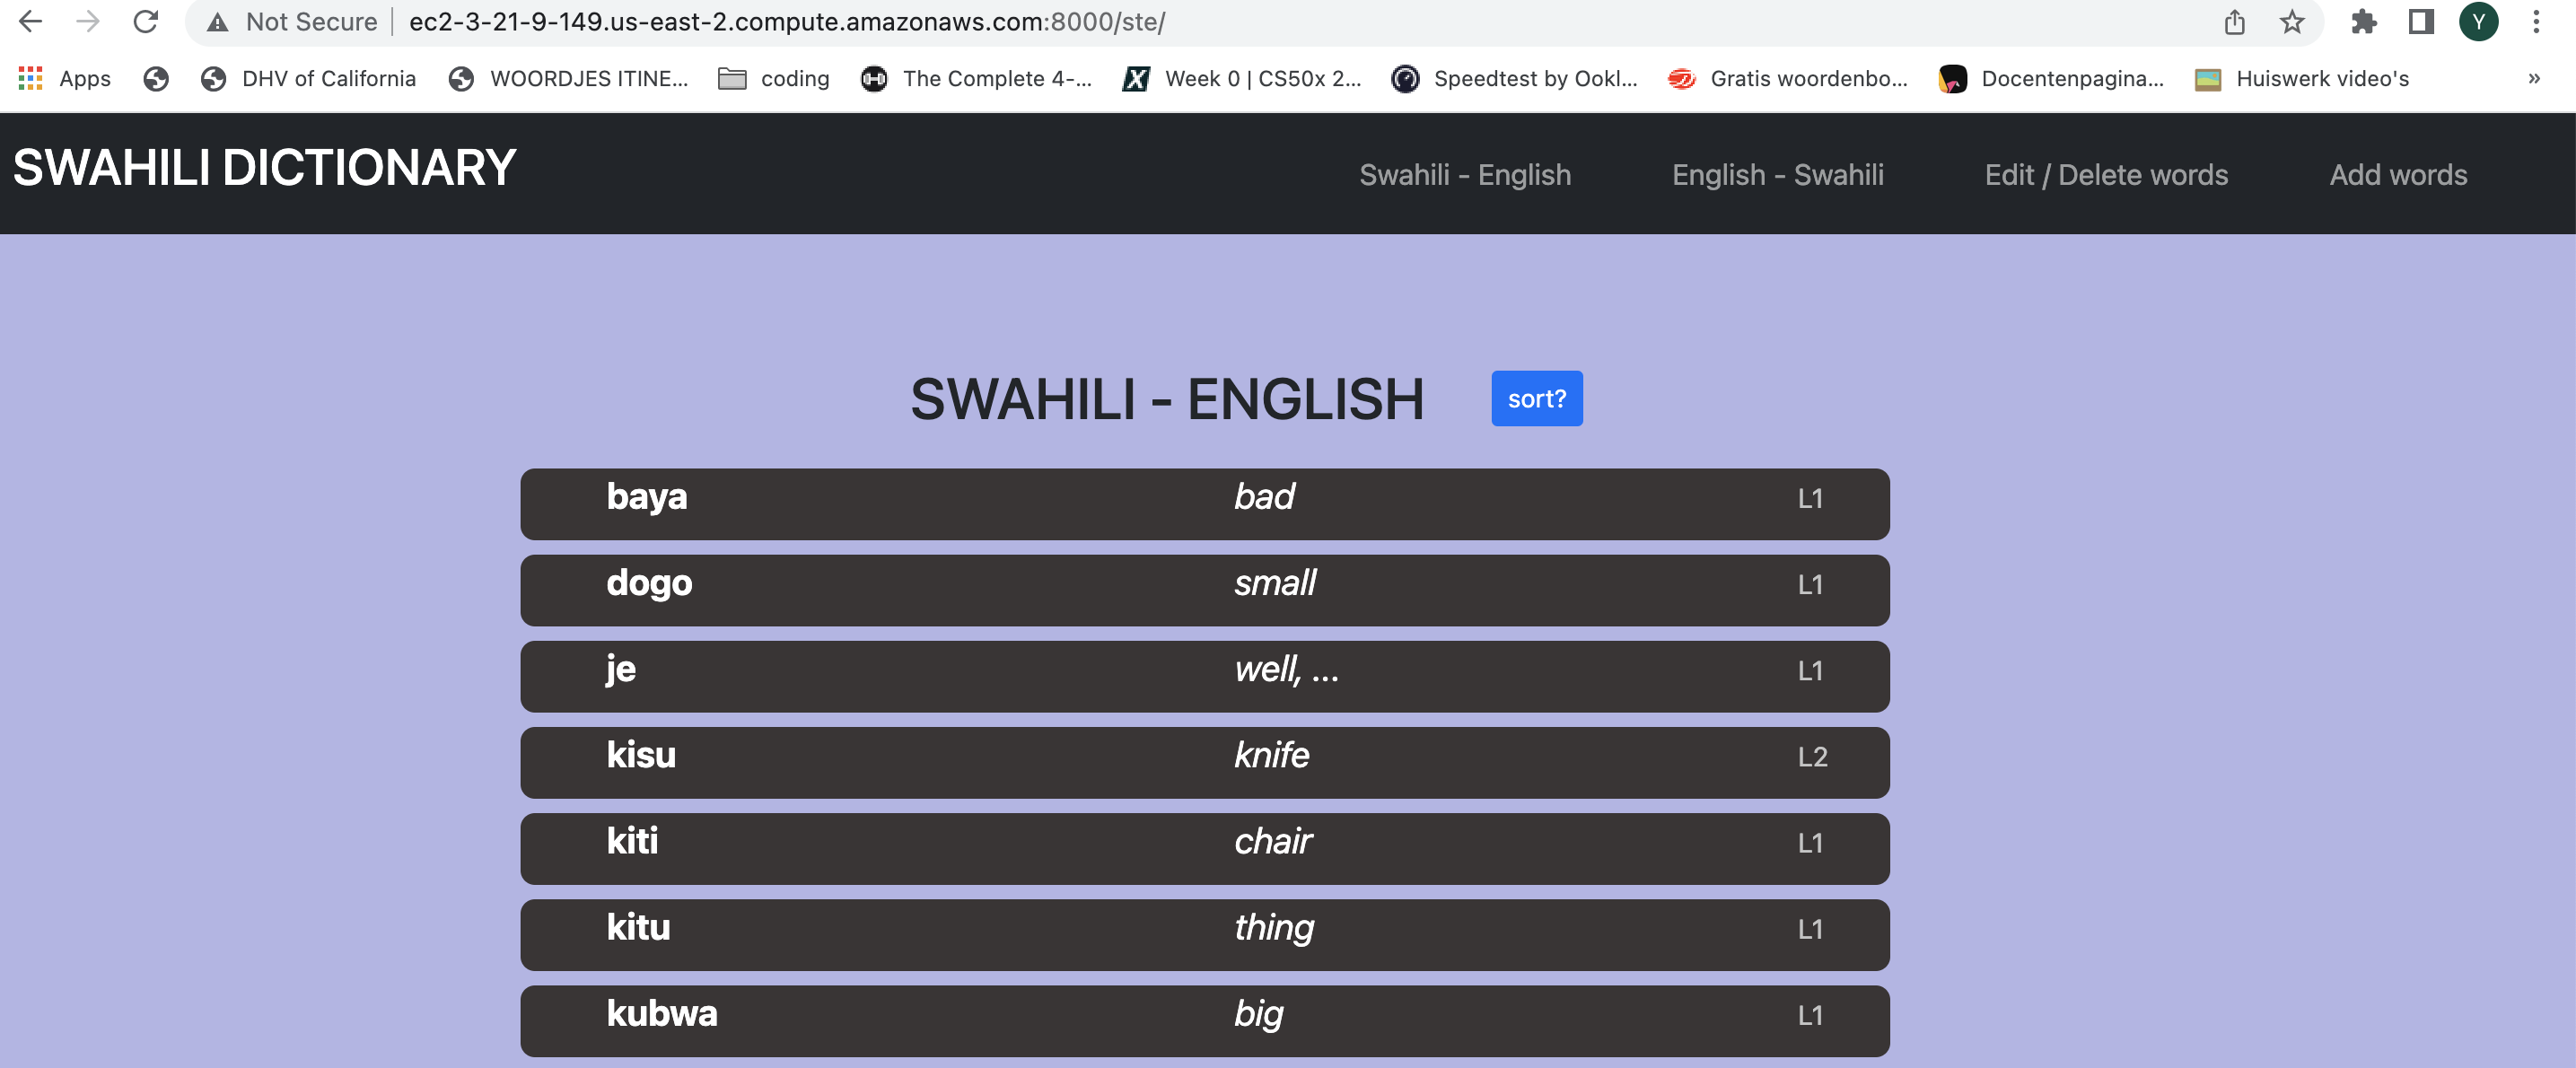 Not Secure ec2-3-21-9-149.us-east-2.compute.amazonaws.com:8000/ste/ Y
Apps DHV of California WOORDJES ITINE... coding The Complete 4-... Week 0 | CS50x 2... Speedtest by Ookl... Gratis woordenbo... Docentenpagina... Huiswerk video's »
SWAHILI DICTIONARY Swahili - English English - Swahili Edit / Delete words Add words
SWAHILI - ENGLISH sort?
baya bad L1
dogo small L1
je well, ... L1
kisu knife L2
kiti chair L1
kitu thing L1
kubwa big L1